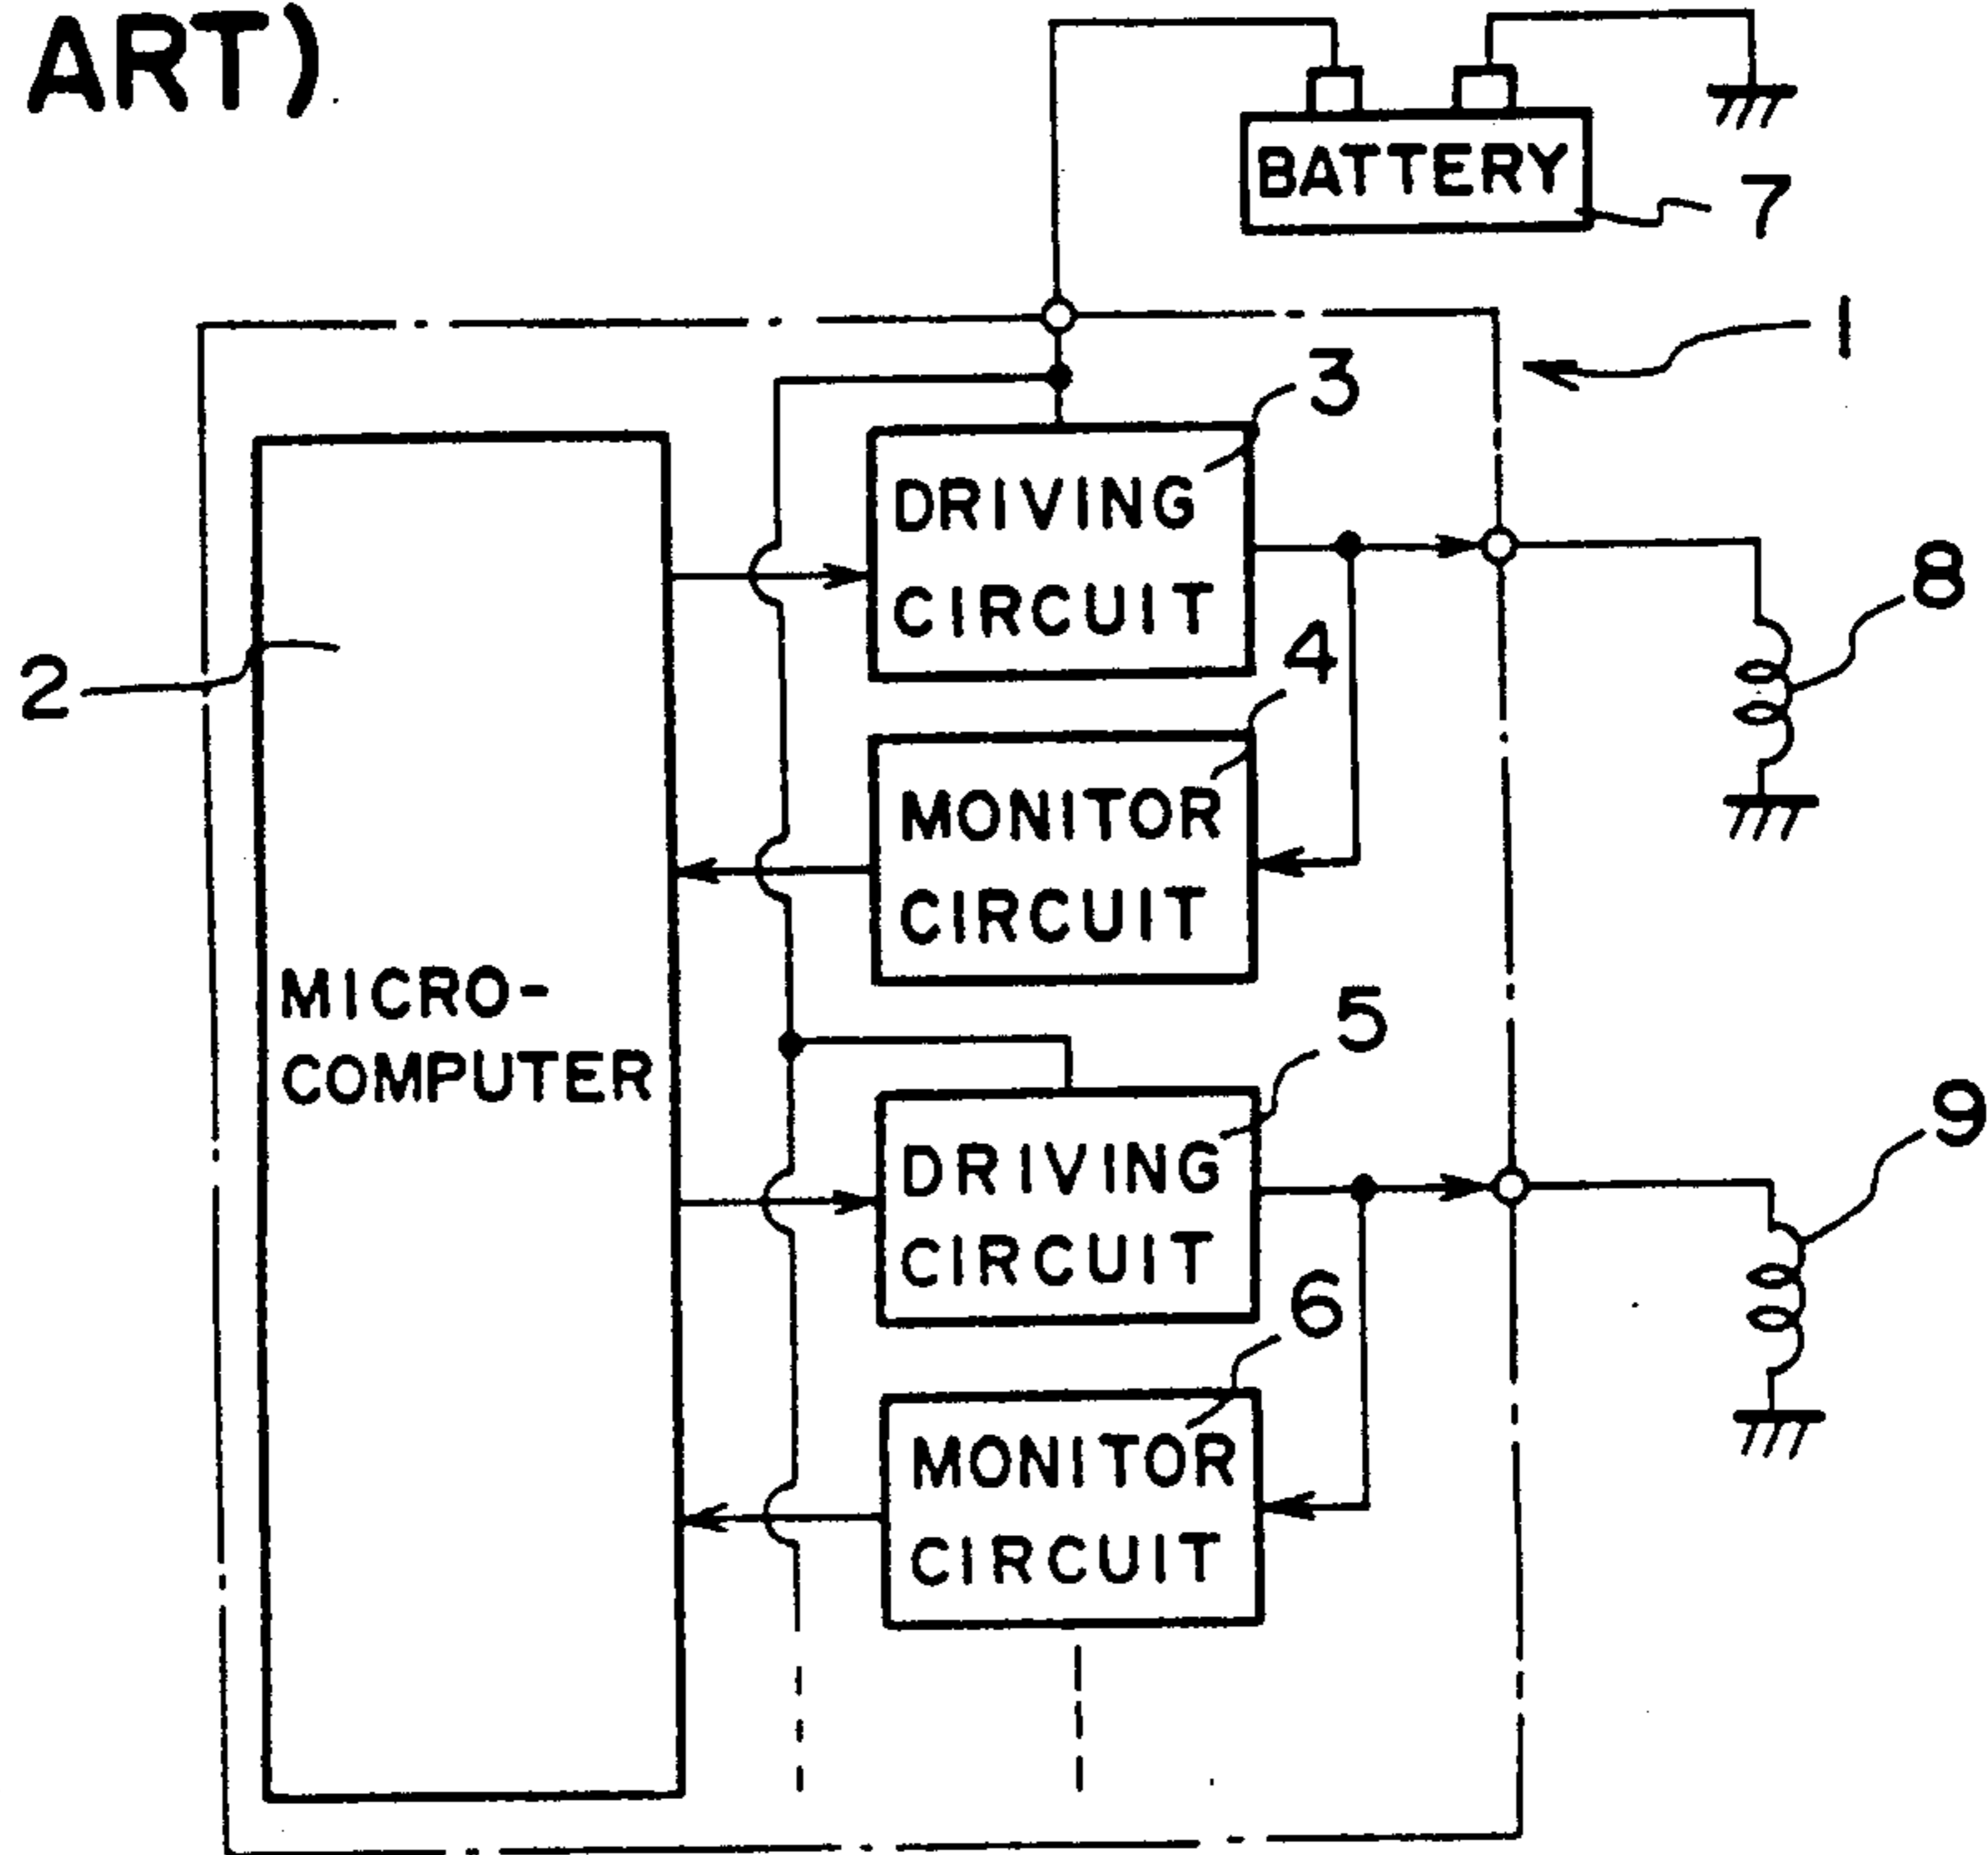 ART)
BATTERY
7
1
3
DRIVING
CIRCUIT
8
2
4
MONITOR
CIRCUIT
MICRO-
COMPUTER
5
DRIVING
CIRCUIT
9
6
MONITOR
CIRCUIT